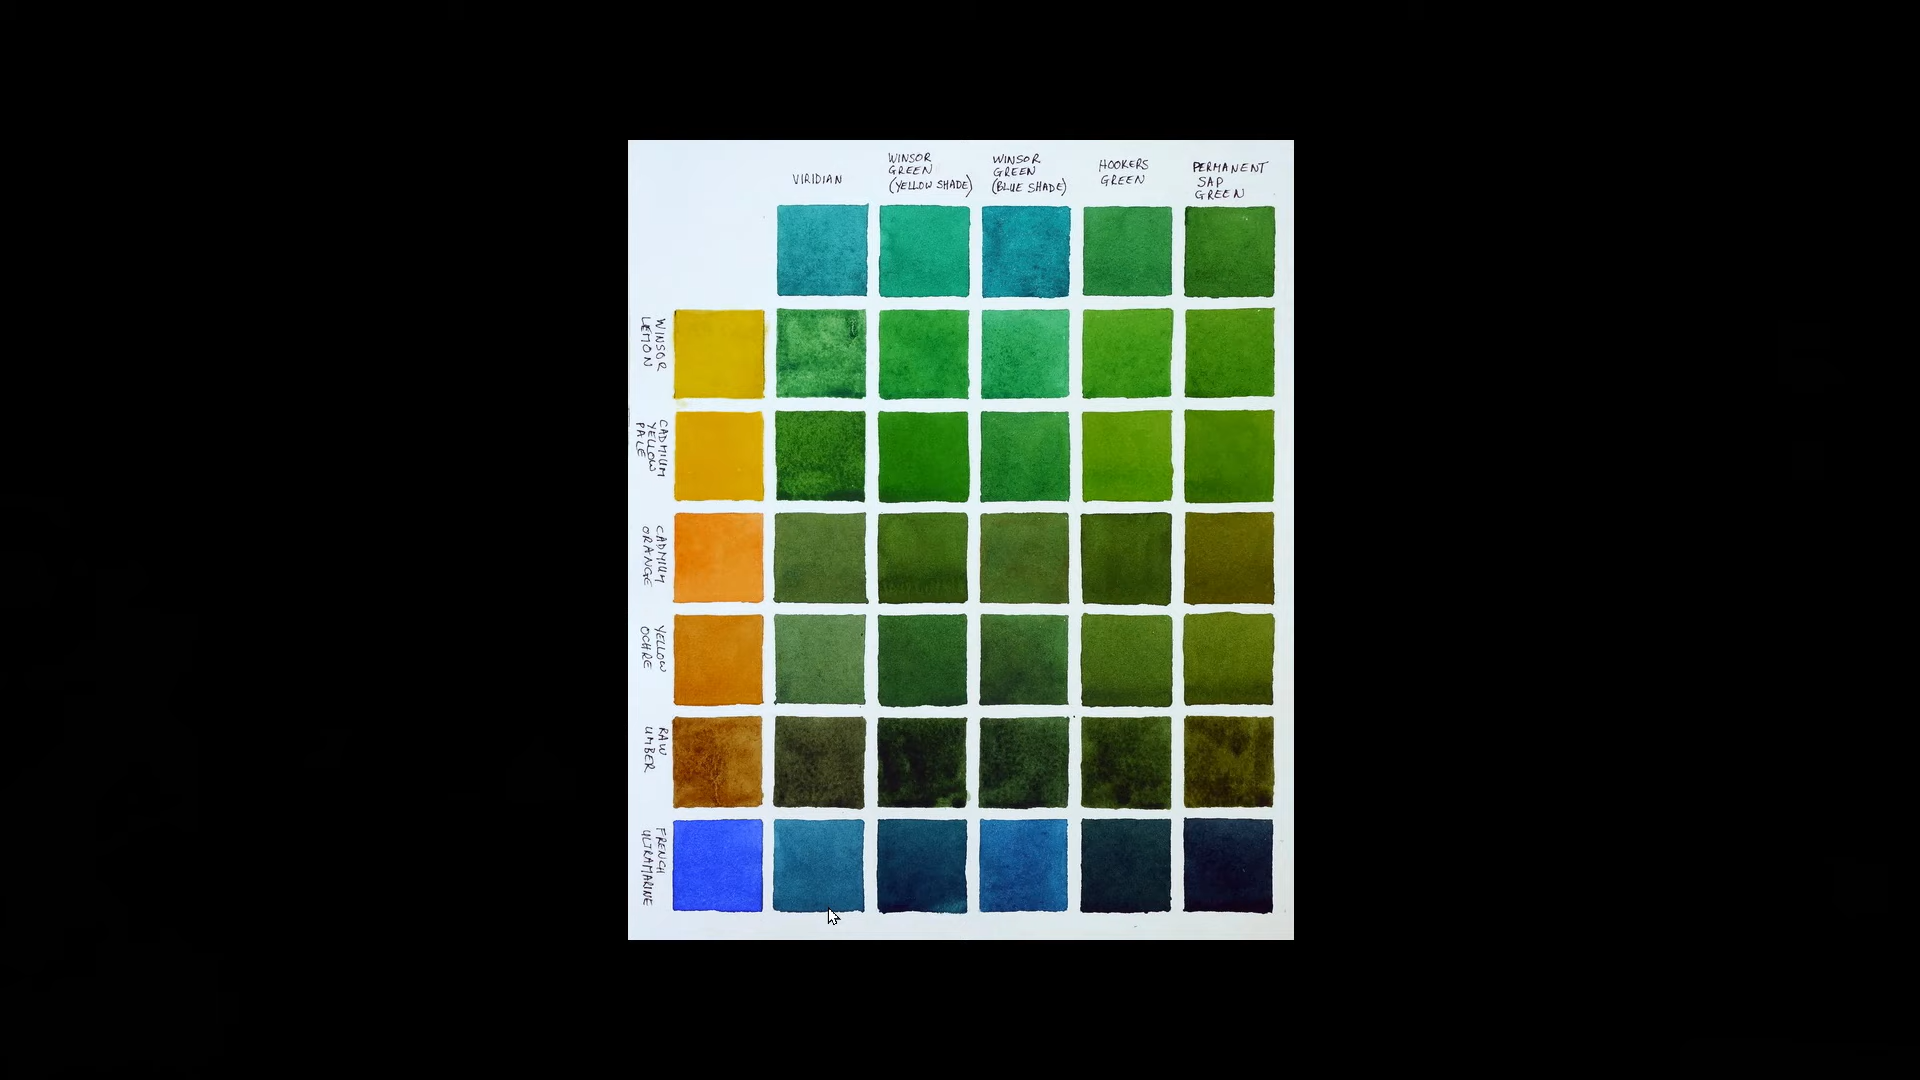 VIRIDIAN
WINSOR
GREEN
(YELLOW SHADE)
WINSOR
GREEN
(BLUE SHADE)
HOOKERS
GREEN
PERMANENT
SAP
GREEN
WINSOR
LEMON
CADMIUM
YELLOW
PALE
CADMIUM
ORANGE
YELLOW
OCHRE
RAW
UMBER
FRENCH
ULTRAMARINE